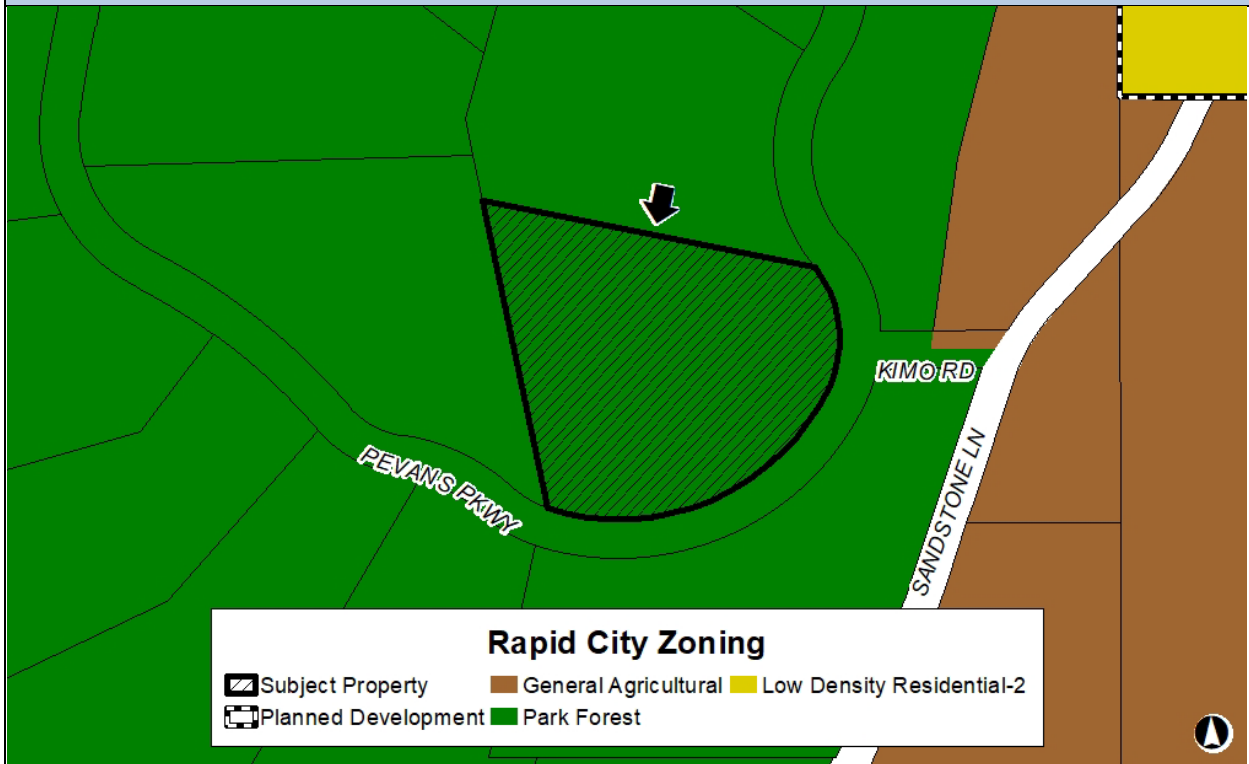 KIMO RD
PEVANS PKWY
SANDSTONE LN
Rapid City Zoning
Subject Property
General Agricultural
Low Density Residential-2
Planned Development
Park Forest